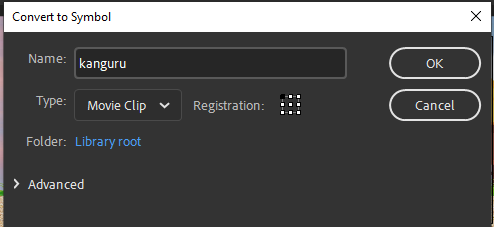 Convert to Symbol
Name: kanguru OK
Type: Movie Clip Registration: Cancel
Folder: Library root
Advanced